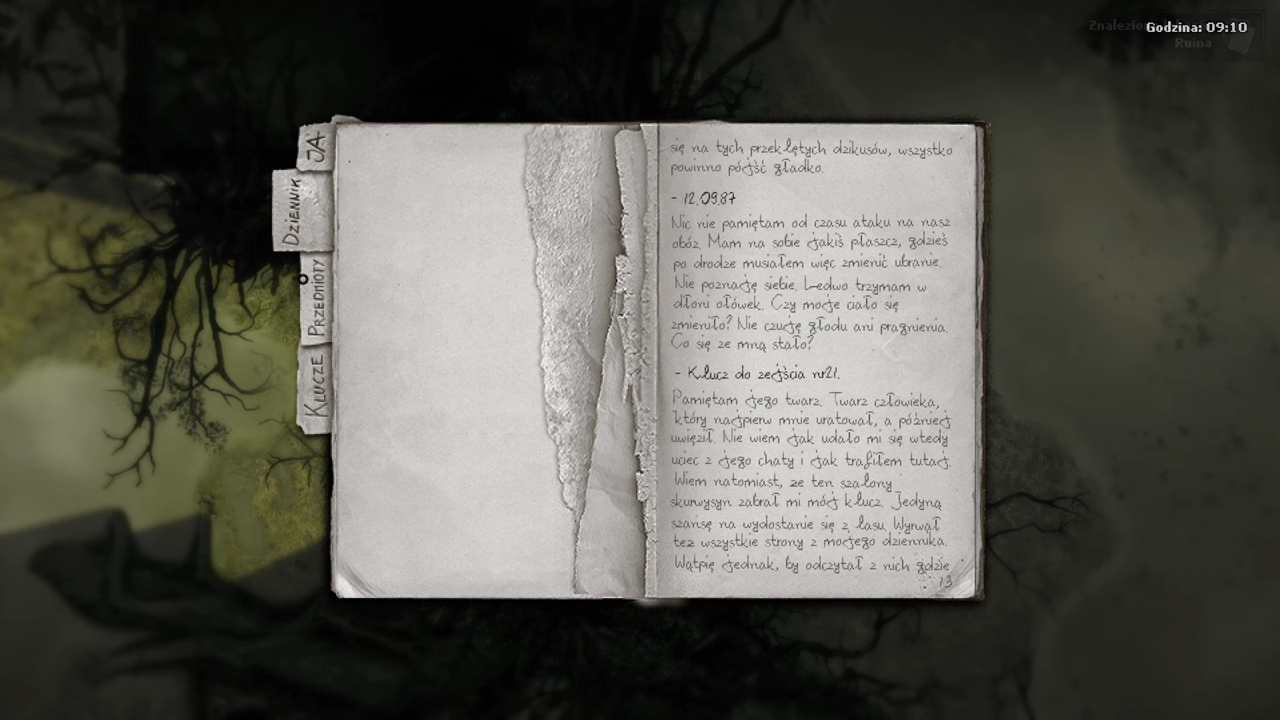 Znalezio
Godzina: 09:10
Ruina
JA
DZIENNIK
PRZEDMIOTY
KLUCZE
się na tych przeklętych dzikusów, wszystko
powinno pójść gładko.
- 12.09.87
Nic nie pamiętam od czasu ataku na nasz
obóz. Mam na sobie jakiś płaszcz, gdzieś
po drodze musiałem więc zmienić ubranie.
Nie poznaję siebie. Ledwo trzymam w
dłoni ołówek. Czy moje ciało się
zmieniło? Nie czuję głodu ani pragnienia.
Co się ze mną stało?
- Klucz do zejścia nr21.
Pamiętam jego twarz. Twarz człowieka,
który najpierw mnie uratował, a później
uwięził. Nie wiem jak udało mi się wtedy
uciec z jego chaty i jak trafiłem tutaj.
Wiem natomiast, że ten szalony
skurwysyn zabrał mi mój klucz. Jedyną
szansę na wydostanie się z lasu. Wyrwał
też wszystkie strony z mojego dziennika.
Wątpię jednak, by odczytał z nich gdzie
13